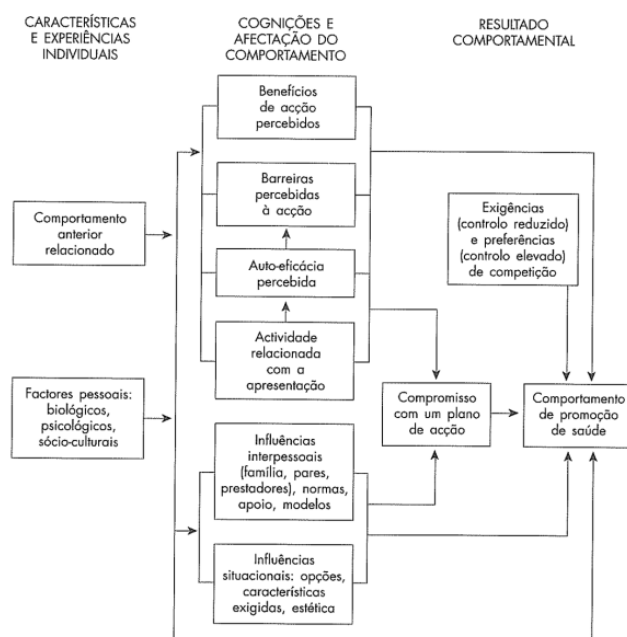 CARACTERÍSTICAS
E EXPERIÊNCIAS
INDIVIDUAIS
COGNIÇÕES E
AFECTAÇÃO DO
COMPORTAMENTO
RESULTADO
COMPORTAMENTAL
Comportamento
anterior
relacionado
Factores pessoais:
biológicos,
psicológicos,
sócio-culturais
Benefícios
de acção
percebidos
Barreiras
percebidas
à acção
Auto-eficácia
percebida
Actividade
relacionada
com a
apresentação
Influências
interpessoais
(família, pares,
prestadores), normas,
apoio, modelos
Influências
situacionais: opções,
características
exigidas, estética
Compromisso
com um plano
de acção
Exigências
(controlo reduzido)
e preferências
(controlo elevado)
de competição
Comportamento
de promoção
de saúde